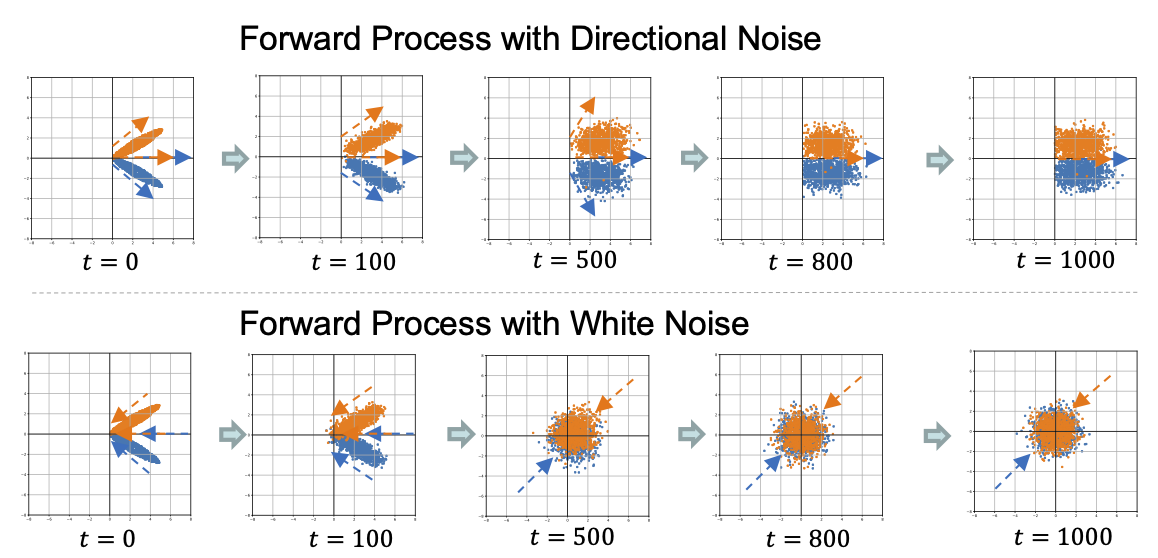 Forward Process with Directional Noise
t = 0
t = 100
t = 500
t = 800
t = 1000
Forward Process with White Noise
t = 0
t = 100
t = 500
t = 800
t = 1000